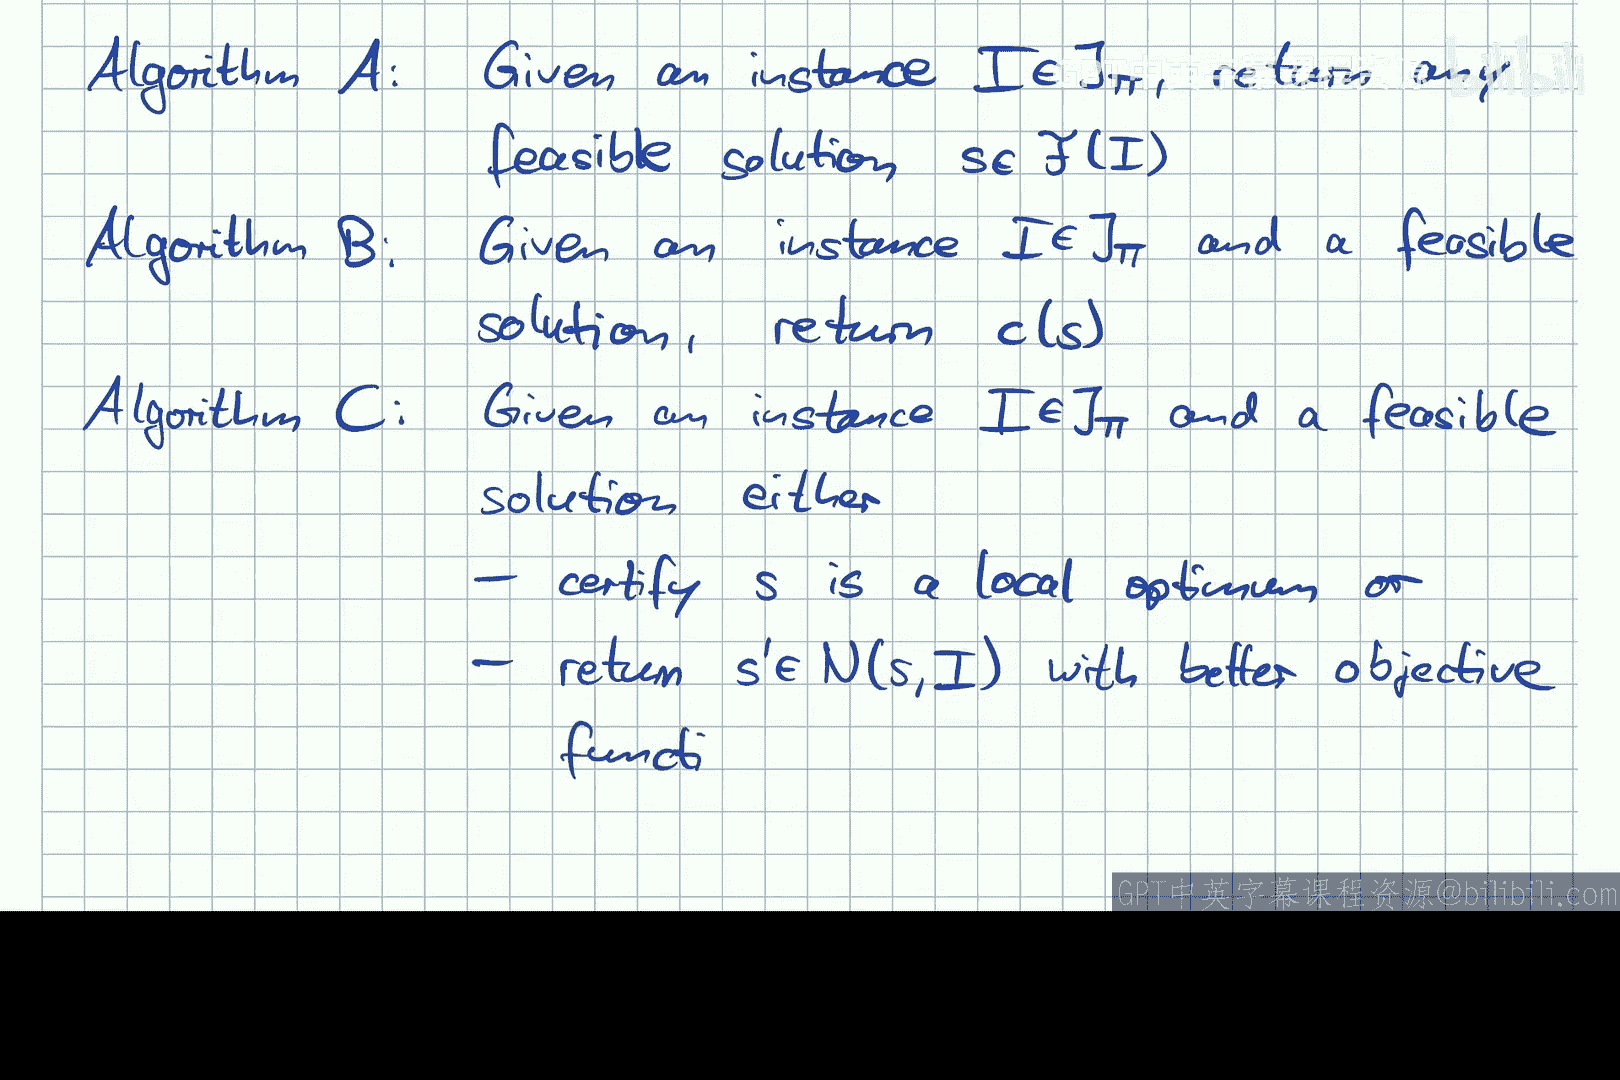 Algorithm A: Given an instance I ∈ J_π, return any
feasible solution s ∈ F(I)
Algorithm B: Given an instance I ∈ J_π and a feasible
solution, return c(s)
Algorithm C: Given an instance I ∈ J_π and a feasible
solution either
– certify s is a local optimum or
– return s' ∈ N(s, I) with better objective
functi
GPT中英字幕课程资源@bilibili.com